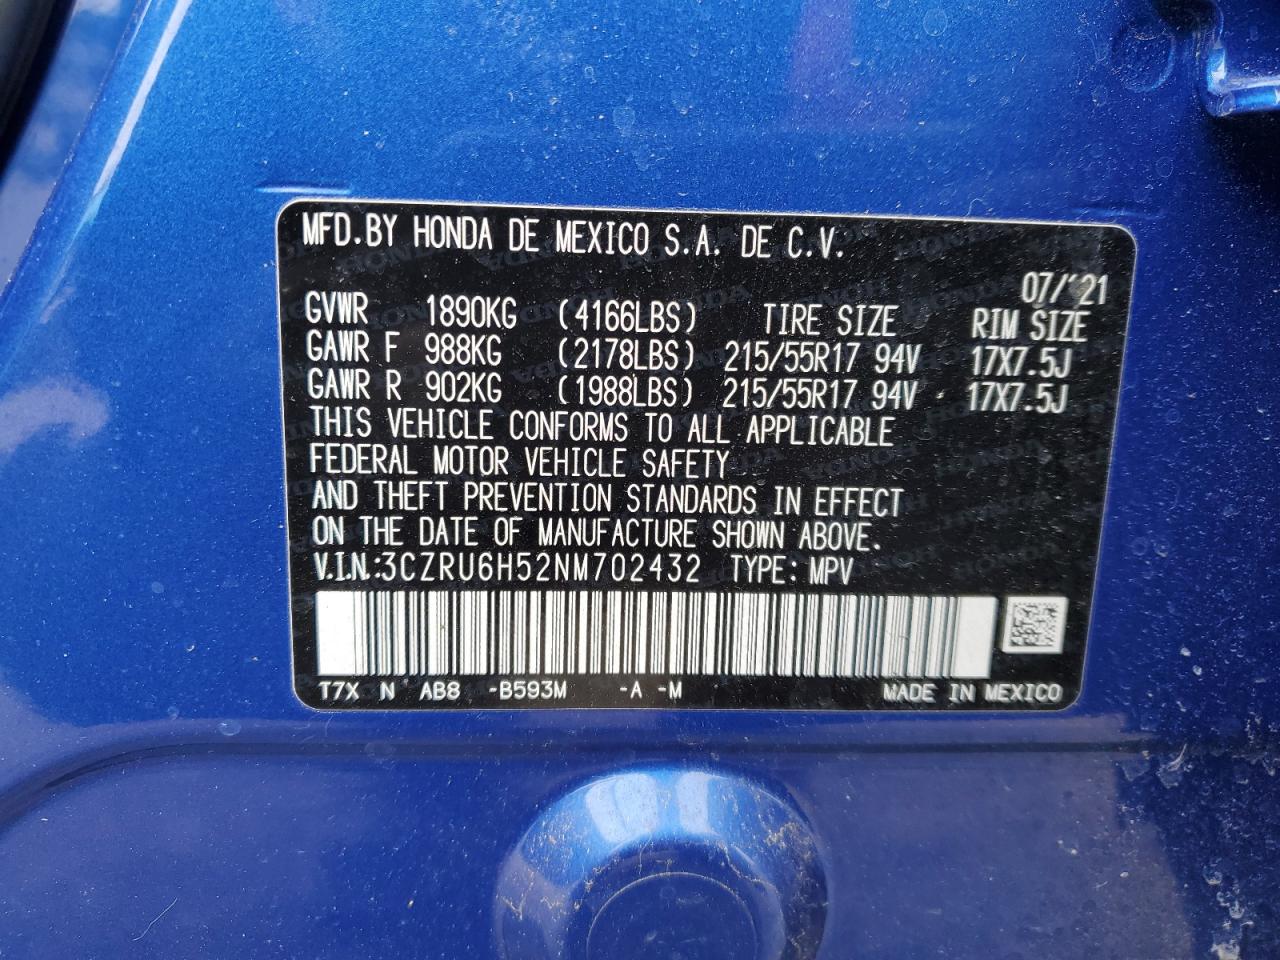 MFD.BY HONDA DE MEXICO S.A. DE C.V.
07/'21
GVWR 1890KG (4166LBS) TIRE SIZE RIM SIZE
GAWR F 988KG (2178LBS) 215/55R17 94V 17X7.5J
GAWR R 902KG (1988LBS) 215/55R17 94V 17X7.5J
THIS VEHICLE CONFORMS TO ALL APPLICABLE
FEDERAL MOTOR VEHICLE SAFETY
AND THEFT PREVENTION STANDARDS IN EFFECT
ON THE DATE OF MANUFACTURE SHOWN ABOVE.
V.I.N.:3CZRU6H52NM702432 TYPE: MPV
T7X N AB8 -B593M -A -M MADE IN MEXICO